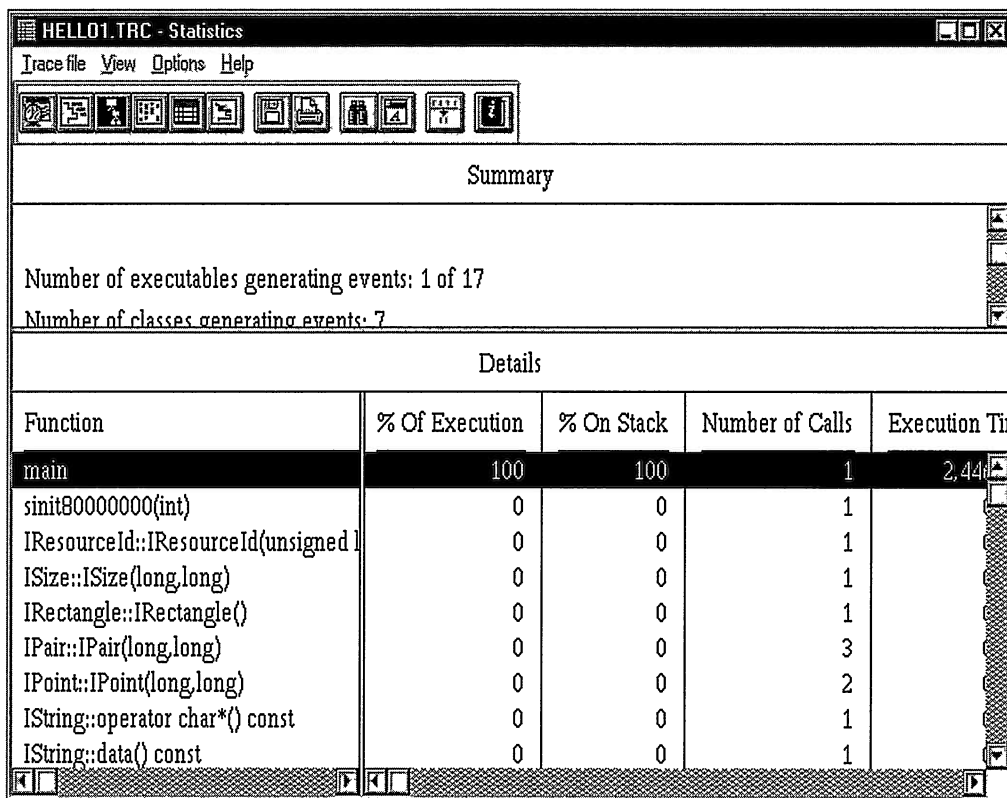 HELLO1.TRC - Statistics
Trace file View Options Help
Summary
Number of executables generating events: 1 of 17
Number of classes generating events: 7
Details
Function % Of Execution % On Stack Number of Calls Execution Ti
main 100 100 1 2,44
sinit80000000(int) 0 0 1
IResourceId::IResourceId(unsigned l 0 0 1
ISize::ISize(long,long) 0 0 1
IRectangle::IRectangle() 0 0 1
IPair::IPair(long,long) 0 0 3
IPoint::IPoint(long,long) 0 0 2
IString::operator char*() const 0 0 1
IString::data() const 0 0 1